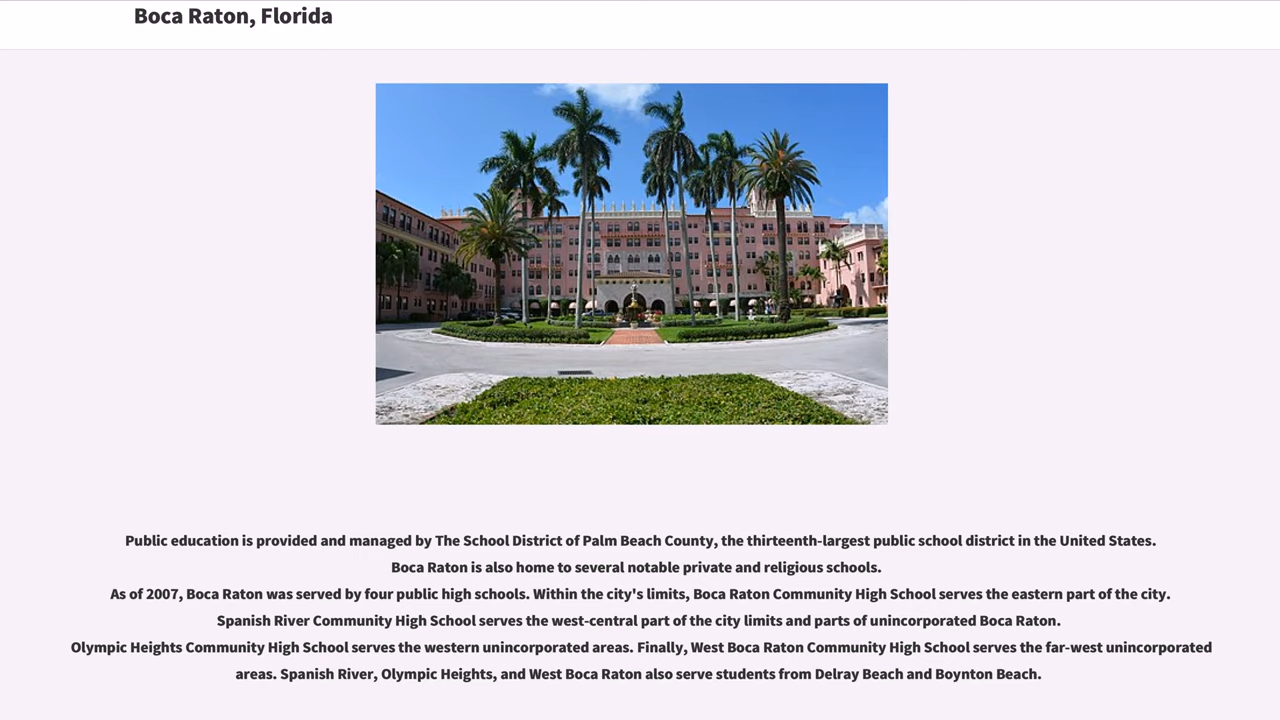 Boca Raton, Florida
Public education is provided and managed by The School District of Palm Beach County, the thirteenth-largest public school district in the United States.
Boca Raton is also home to several notable private and religious schools.
As of 2007, Boca Raton was served by four public high schools. Within the city's limits, Boca Raton Community High School serves the eastern part of the city.
Spanish River Community High School serves the west-central part of the city limits and parts of unincorporated Boca Raton.
Olympic Heights Community High School serves the western unincorporated areas. Finally, West Boca Raton Community High School serves the far-west unincorporated
areas. Spanish River, Olympic Heights, and West Boca Raton also serve students from Delray Beach and Boynton Beach.